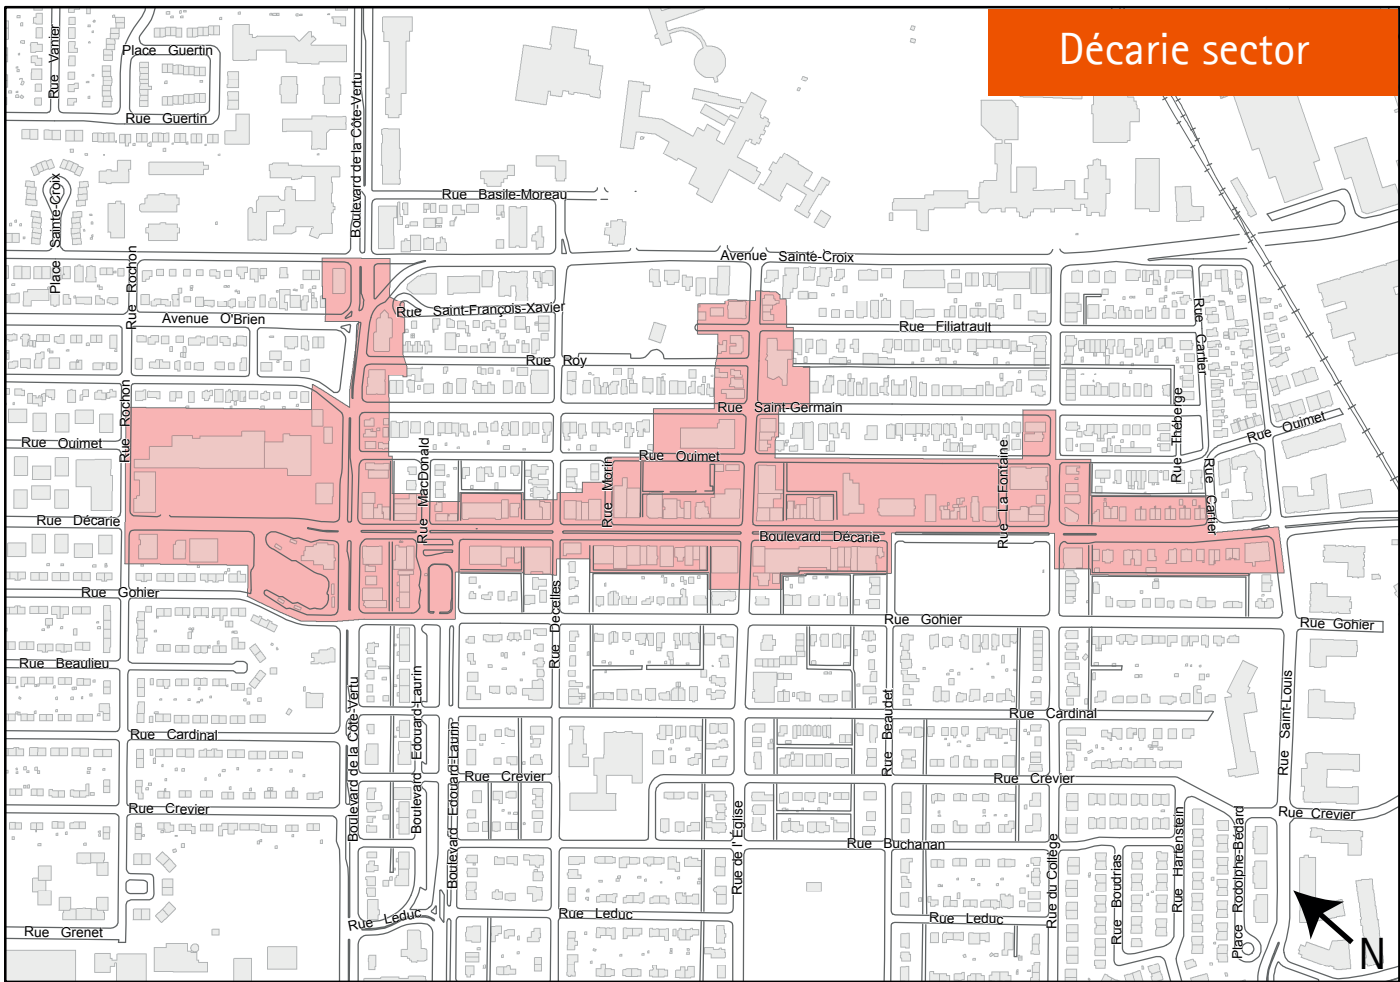 Décarie sector
Rue Vanier
Place Guertin
Rue Guertin
Boulevard de la Côte-Vertu
Rue Basile-Moreau
Place Sainte-Croix
Rue Rochon
Avenue Sainte-Croix
Avenue O'Brien
Rue Saint-François-Xavier
Rue Filiatrault
Rue Cartier
Rue Roy
Rue Rochon
Rue Saint-Germain
Rue Théberge
Rue Ouimet
Rue Ouimet
Rue MacDonald
Rue Ouimet
Rue Morin
Rue La Fontaine
Rue Cartier
Rue Décarie
Boulevard Décarie
Rue Gohier
Rue Decelles
Rue Gohier
Rue Gohier
Rue Beaulieu
Boulevard de la Côte-Vertu
Boulevard Edouard-Laurin
Rue Beaudet
Rue Saint-Louis
Rue Cardinal
Rue Cardinal
Boulevard Edouard-Laurin
Rue Crevier
Rue Crevier
Rue Crevier
Rue Crevier
Rue de l'Église
Rue Buchanan
Rue du Collège
Rue Boudrias
Rue Hartenstein
Place Rodolphe-Bédard
Rue Leduc
Rue Leduc
Rue Leduc
Rue Grenet
N